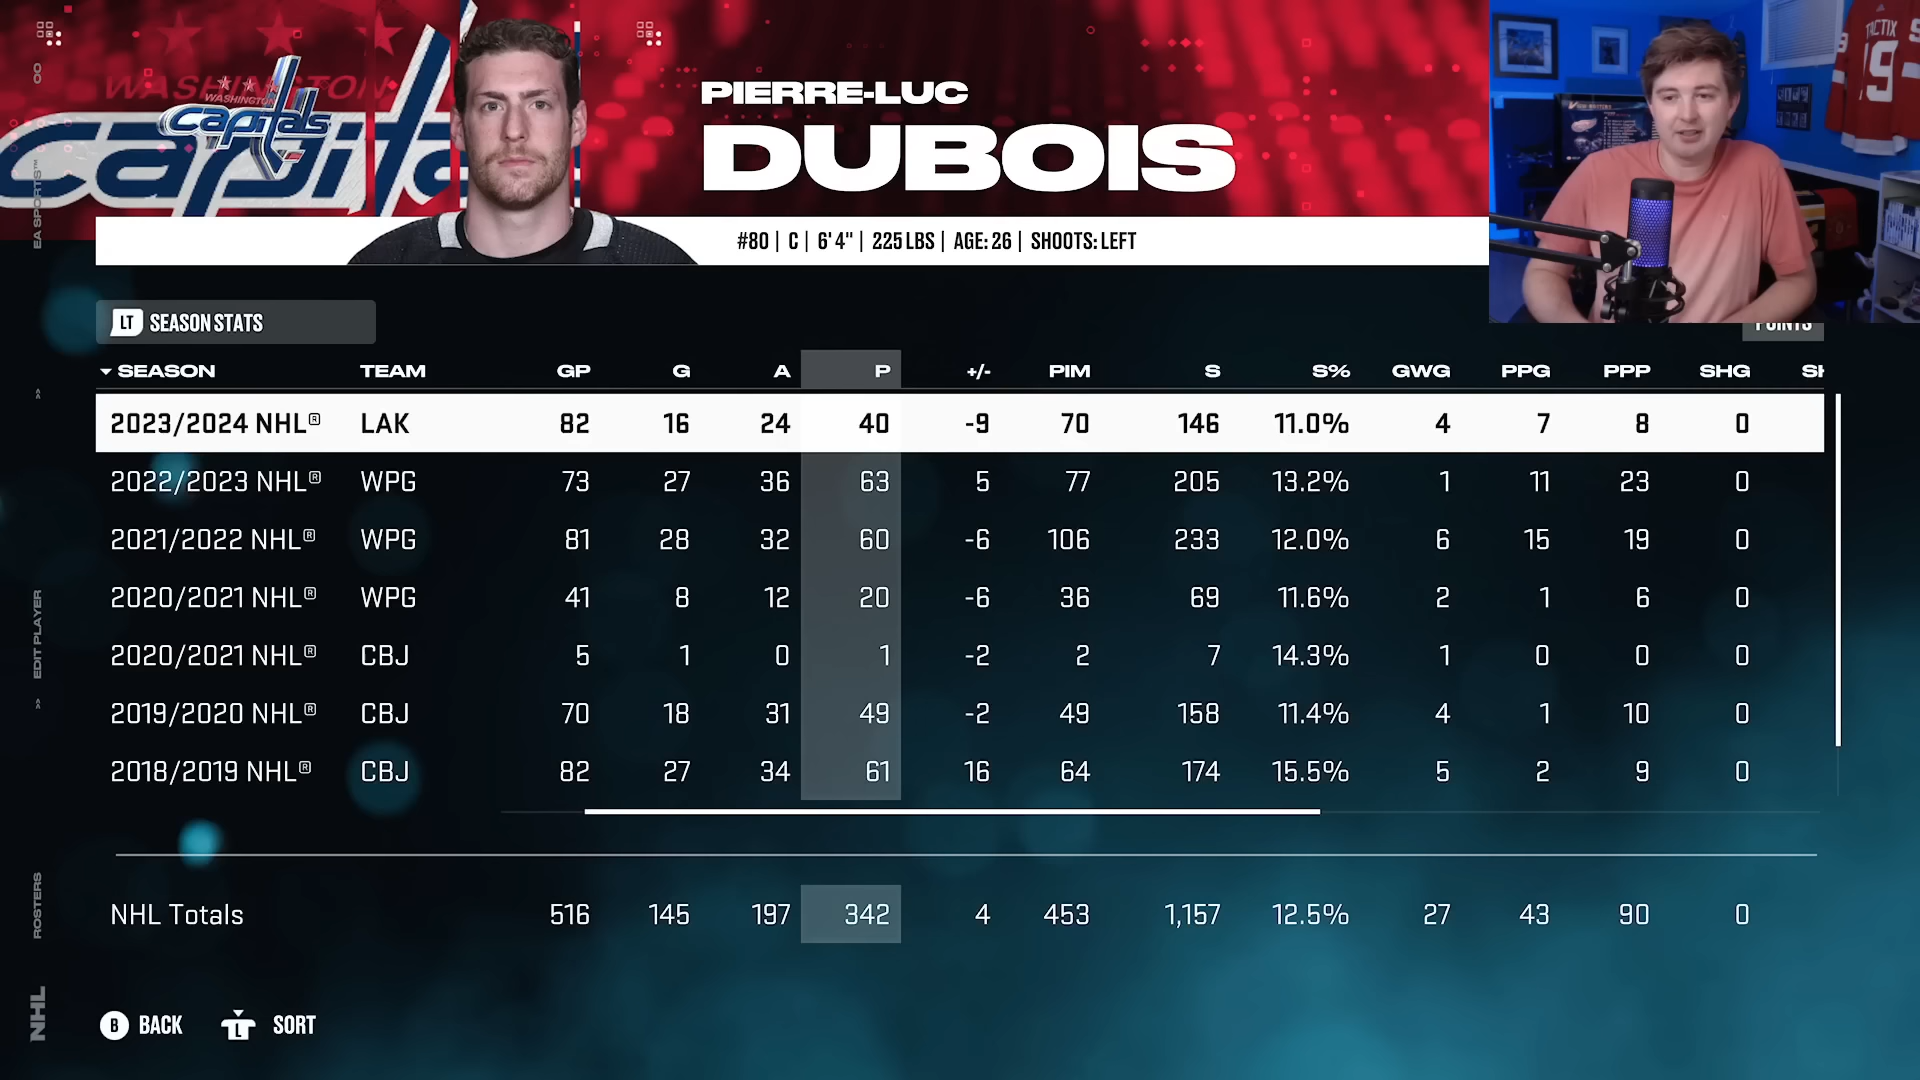 WASHINGTON
WASHINGTON
capitals
PIERRE-LUC
DUBOIS
#80 | C | 6' 4" | 225 LBS | AGE: 26 | SHOOTS: LEFT
TACTIX
19
EA SPORTS™
LT SEASON STATS
POINTS
SEASON TEAM GP G A P +/- PIM S S% GWG PPG PPP SHG
2023/2024 NHL® LAK 82 16 24 40 -9 70 146 11.0% 4 7 8 0
2022/2023 NHL® WPG 73 27 36 63 5 77 205 13.2% 1 11 23 0
2021/2022 NHL® WPG 81 28 32 60 -6 106 233 12.0% 6 15 19 0
2020/2021 NHL® WPG 41 8 12 20 -6 36 69 11.6% 2 1 6 0
2020/2021 NHL® CBJ 5 1 0 1 -2 2 7 14.3% 1 0 0 0
2019/2020 NHL® CBJ 70 18 31 49 -2 49 158 11.4% 4 1 10 0
2018/2019 NHL® CBJ 82 27 34 61 16 64 174 15.5% 5 2 9 0
NHL Totals 516 145 197 342 4 453 1,157 12.5% 27 43 90 0
EDIT PLAYER
ROSTERS
NHL
B BACK L SORT